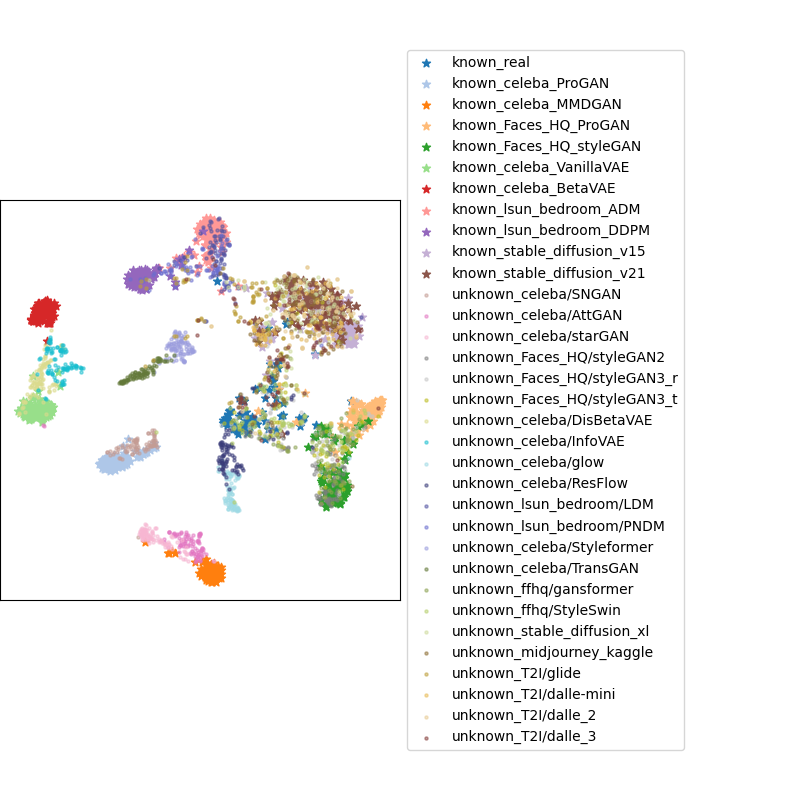 known_real
known_celeba_ProGAN
known_celeba_MMDGAN
known_Faces_HQ_ProGAN
known_Faces_HQ_styleGAN
known_celeba_VanillaVAE
known_celeba_BetaVAE
known_lsun_bedroom_ADM
known_lsun_bedroom_DDPM
known_stable_diffusion_v15
known_stable_diffusion_v21
unknown_celeba/SNGAN
unknown_celeba/AttGAN
unknown_celeba/starGAN
unknown_Faces_HQ/styleGAN2
unknown_Faces_HQ/styleGAN3_r
unknown_Faces_HQ/styleGAN3_t
unknown_celeba/DisBetaVAE
unknown_celeba/InfoVAE
unknown_celeba/glow
unknown_celeba/ResFlow
unknown_lsun_bedroom/LDM
unknown_lsun_bedroom/PNDM
unknown_celeba/Styleformer
unknown_celeba/TransGAN
unknown_ffhq/gansformer
unknown_ffhq/StyleSwin
unknown_stable_diffusion_xl
unknown_midjourney_kaggle
unknown_T2I/glide
unknown_T2I/dalle-mini
unknown_T2I/dalle_2
unknown_T2I/dalle_3